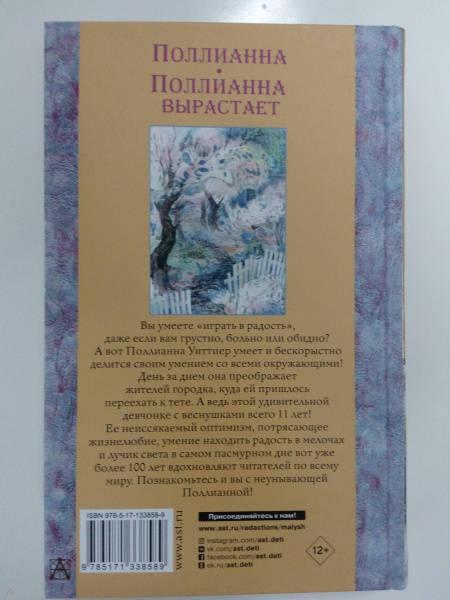 Поллианна
•
Поллианна
вырастает
Вы умеете «играть в радость»,
даже если вам грустно, больно или обидно?
А вот Поллианна Уиттиер умеет и бескорыстно
делится своим умением со всеми окружающими!
День за днем она преображает
жителей городка, куда ей пришлось
переехать к тете. А ведь этой удивительной
девчонке с веснушками всего 11 лет!
Ее неиссякаемый оптимизм, потрясающее
жизнелюбие, умение находить радость в мелочах
и лучик света в самом пасмурном дне вот уже
более 100 лет вдохновляют читателей по всему
миру. Познакомьтесь и вы с неунывающей
Поллианной!
ISBN 978-5-17-133858-9
9 785171 338589
www.ast.ru
Присоединяйтесь к нам!
www.ast.ru/redactions/malysh
instagram.com/ast.deti
vk.com/ast.deti
facebook.com/ast.deti
ok.ru/ast.deti
12+